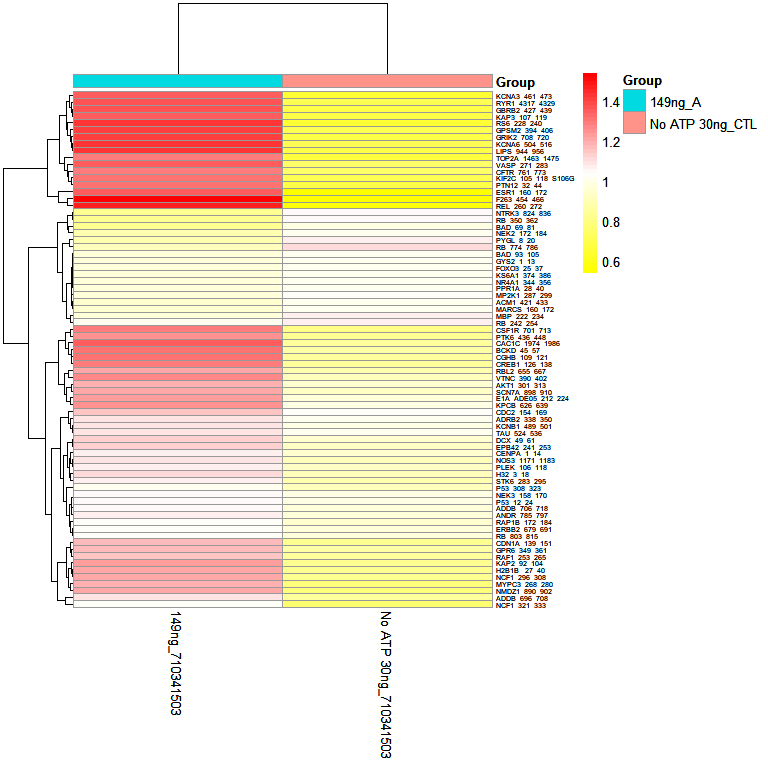 Group
KCNA3 461 473
RYR1 4317 4329
GBRB2 427 439
KAP3 107 119
RS6 228 240
GPSM2 394 406
GRIK2 708 720
KCNA6 504 516
LIPS 944 956
TOP2A 1463 1475
VASP 271 283
CFTR 761 773
KIF2C 105 118 S106G
PTN12 32 44
ESR1 160 172
F263 454 466
REL 260 272
NTRK3 824 836
RB 350 362
BAD 69 81
NEK2 172 184
PYGL 8 20
RB 774 786
BAD 93 105
GYS2 1 13
FOXO3 25 37
KS6A1 374 386
NR4A1 344 356
PPR1A 28 40
MP2K1 287 299
ACM1 421 433
MARCS 160 172
MBP 222 234
RB 242 254
CSF1R 701 713
PTK6 436 448
CAC1C 1974 1986
BCKD 45 57
CGHB 109 121
CREB1 126 138
RBL2 655 667
VTNC 390 402
AKT1 301 313
SCN7A 898 910
E1A ADE05 212 224
KPCB 626 639
CDC2 154 169
ADRB2 338 350
KCNB1 489 501
TAU 524 536
DCX 49 61
EPB42 241 253
CENPA 1 14
NOS3 1171 1183
PLEK 106 118
H32 3 18
STK6 283 295
P53 308 323
NEK3 158 170
P53 12 24
ADDB 706 718
ANDR 785 797
RAP1B 172 184
ERBB2 679 691
RB 803 815
CDN1A 139 151
GPR6 349 361
RAF1 253 265
KAP2 92 104
H2B1B 27 40
NCF1 296 308
MYPC3 268 280
NMDZ1 890 902
ADDB 696 708
NCF1 321 333
1.4
1.2
1
0.8
0.6
Group
149ng_A
No ATP 30ng_CTL
149ng_710341503
No ATP 30ng_710341503